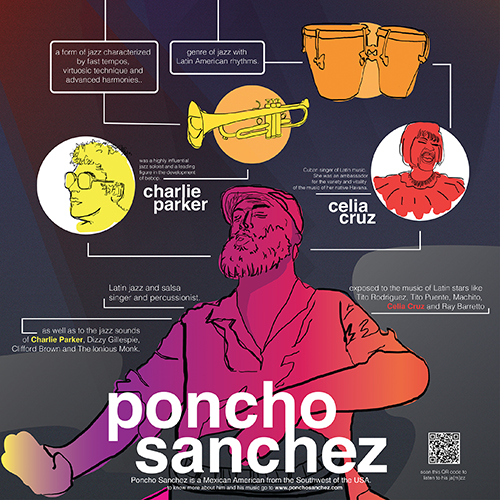 a form of jazz characterized
by fast tempos,
virtuosic technique and
advanced harmonies..
genre of jazz with
Latin American rhythms.
was a highly influential
jazz soloist and a leading
figure in the development
of bebop.
charlie
parker
Cuban singer of Latin music.
She was an ambassador
for the variety and vitality
of the music of her native Havana.
celia
cruz
Latin jazz and salsa
singer and percussionist.
exposed to the music of Latin stars like
Tito Rodriguez, Tito Puente, Machito,
Celia Cruz and Ray Barretto
as well as to the jazz sounds
of Charlie Parker, Dizzy Gillespie,
Clifford Brown and The lonious Monk.
poncho
sanchez
Poncho Sanchez is a Mexican American from the Southwest of the USA.
to know more about him and his music go to www.ponchosanchez.com
scan this QR code to
listen to his ja(m)zz